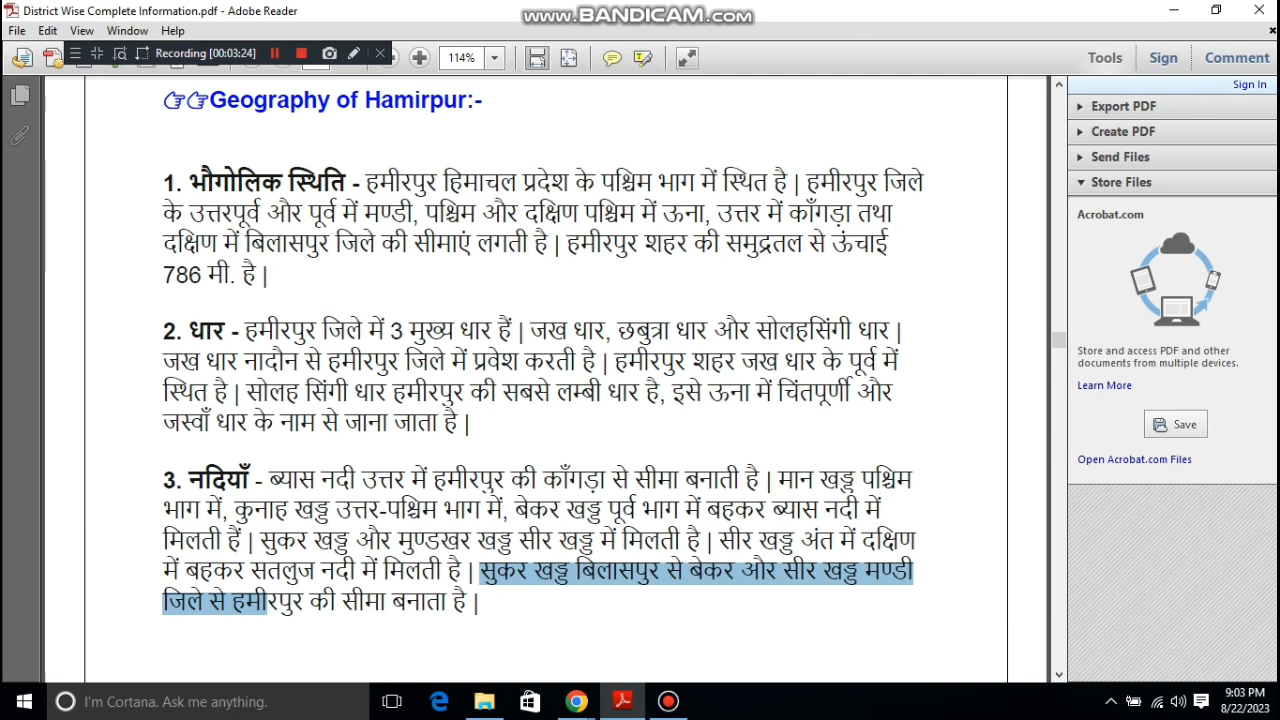 District Wise Complete Information.pdf - Adobe Reader
www.BANDICAM.com
File Edit View Window Help
Recording [00:03:24]
114%
Tools Sign Comment
Sign In
Export PDF
Create PDF
Send Files
Store Files
Acrobat.com
Store and access PDF and other
documents from multiple devices.
Learn More
Save
Open Acrobat.com Files
👉👉Geography of Hamirpur:-
1. भौगोलिक स्थिति - हमीरपुर हिमाचल प्रदेश के पश्चिम भाग में स्थित है | हमीरपुर जिले
के उत्तरपूर्व और पूर्व में मण्डी, पश्चिम और दक्षिण पश्चिम में ऊना, उत्तर में काँगड़ा तथा
दक्षिण में बिलासपुर जिले की सीमाएं लगती है | हमीरपुर शहर की समुद्रतल से ऊंचाई
786 मी. है |
2. धार - हमीरपुर जिले में 3 मुख्य धार हैं | जख धार, छबुत्रा धार और सोलहसिंगी धार |
जख धार नादौन से हमीरपुर जिले में प्रवेश करती है | हमीरपुर शहर जख धार के पूर्व में
स्थित है | सोलह सिंगी धार हमीरपुर की सबसे लम्बी धार है, इसे ऊना में चिंतपूर्णी और
जस्वाँ धार के नाम से जाना जाता है |
3. नदियाँ - ब्यास नदी उत्तर में हमीरपुर की काँगड़ा से सीमा बनाती है | मान खड्ड पश्चिम
भाग में, कुनाह खड्ड उत्तर-पश्चिम भाग में, बेकर खड्ड पूर्व भाग में बहकर ब्यास नदी में
मिलती हैं | सुकर खड्ड और मुण्डखर खड्ड सीर खड्ड में मिलती है | सीर खड्ड अंत में दक्षिण
में बहकर सतलुज नदी में मिलती है | सुकर खड्ड बिलासपुर से बेकर और सीर खड्ड मण्डी
जिले से हमीरपुर की सीमा बनाता है |
I'm Cortana. Ask me anything.
9:03 PM
8/22/2023